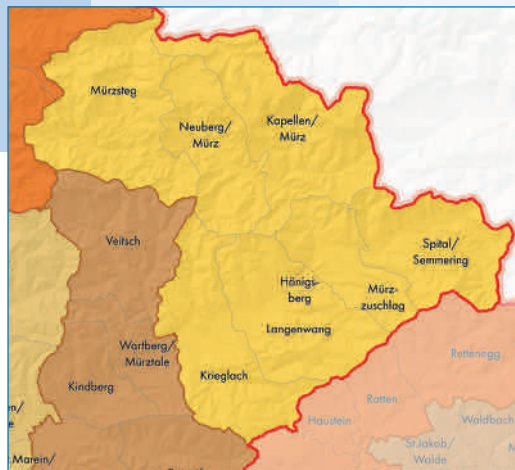 Mürzsteg
Neuberg/
Mürz
Kapellen/
Mürz
Veitsch
Spital/
Semmering
Hönigs-
berg
Mürz-
zuschlag
Langenwang
Wartberg/
Mürztale
Krieglach
Kindberg
Rettenegg
Ratten
Haustein
Waldbach
St.Jakob/
Walde
St.Marein/